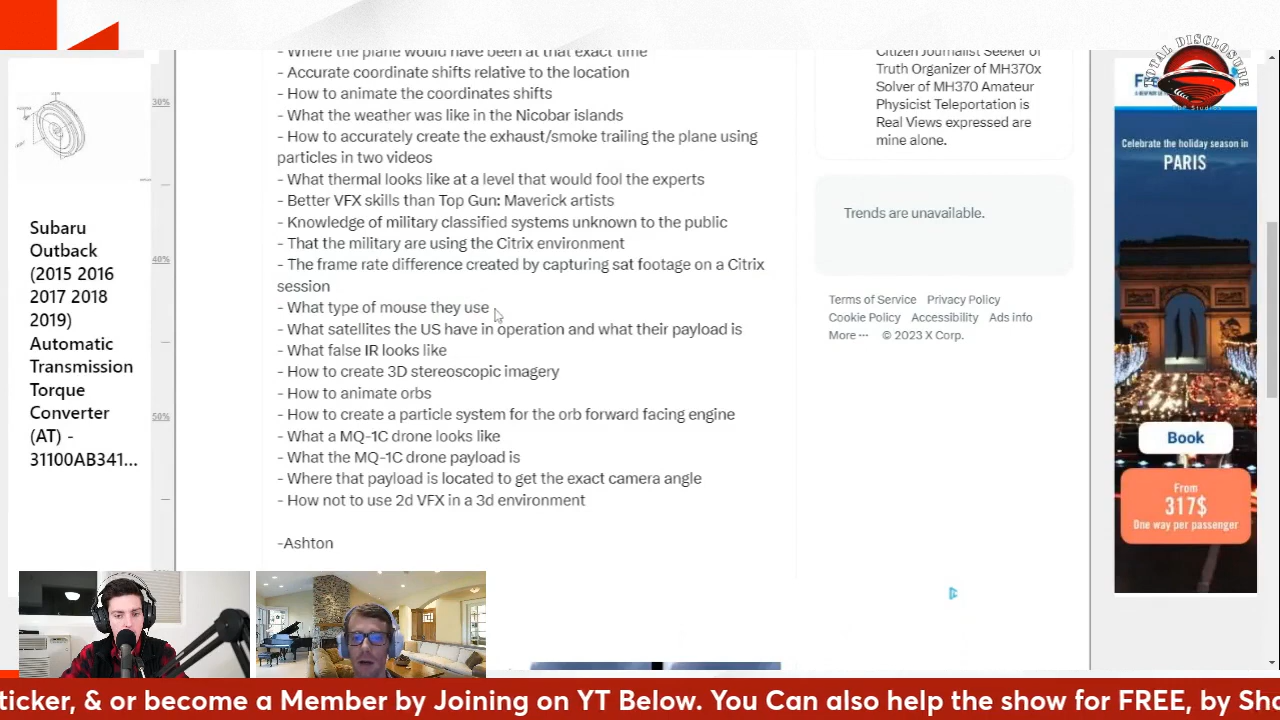 - Where the plane would have been at that exact time
- Accurate coordinate shifts relative to the location
- How to animate the coordinates shifts
- What the weather was like in the Nicobar islands
- How to accurately create the exhaust/smoke trailing the plane using
particles in two videos
- What thermal looks like at a level that would fool the experts
- Better VFX skills than Top Gun: Maverick artists
- Knowledge of military classified systems unknown to the public
- That the military are using the Citrix environment
- The frame rate difference created by capturing sat footage on a Citrix
session
- What type of mouse they use
- What satellites the US have in operation and what their payload is
- What false IR looks like
- How to create 3D stereoscopic imagery
- How to animate orbs
- How to create a particle system for the orb forward facing engine
- What a MQ-1C drone looks like
- What the MQ-1C drone payload is
- Where that payload is located to get the exact camera angle
- How not to use 2d VFX in a 3d environment
-Ashton
Citizen Journalist Seeker of
Truth Organizer of MH370x
Solver of MH370 Amateur
Physicist Teleportation is
Real Views expressed are
mine alone.
Trends are unavailable.
Terms of Service Privacy Policy
Cookie Policy Accessibility Ads info
More ··· © 2023 X Corp.
30%
40%
50%
Subaru
Outback
(2015 2016
2017 2018
2019)
Automatic
Transmission
Torque
Converter
(AT) -
31100AB341...
TOTAL DISCLOSURE
Celebrate the holiday season in
PARIS
Book
From
317$
One way per passenger
ticker, & or become a Member by Joining on YT Below. You Can also help the show for FREE, by Sha